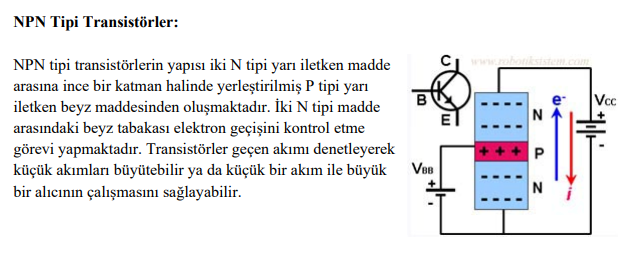 NPN Tipi Transistörler:
NPN tipi transistörlerin yapısı iki N tipi yarı iletken madde
arasına ince bir katman halinde yerleştirilmiş P tipi yarı
iletken beyz maddesinden oluşmaktadır. İki N tipi madde
arasındaki beyz tabakası elektron geçişini kontrol etme
görevi yapmaktadır. Transistörler geçen akımı denetleyerek
küçük akımları büyütebilir ya da küçük bir akım ile büyük
bir alıcının çalışmasını sağlayabilir.
C
www.robotiksistem.com
B
E
e-
Vcc
+
N
+ + +
P
VBB
+
-
N
i
-